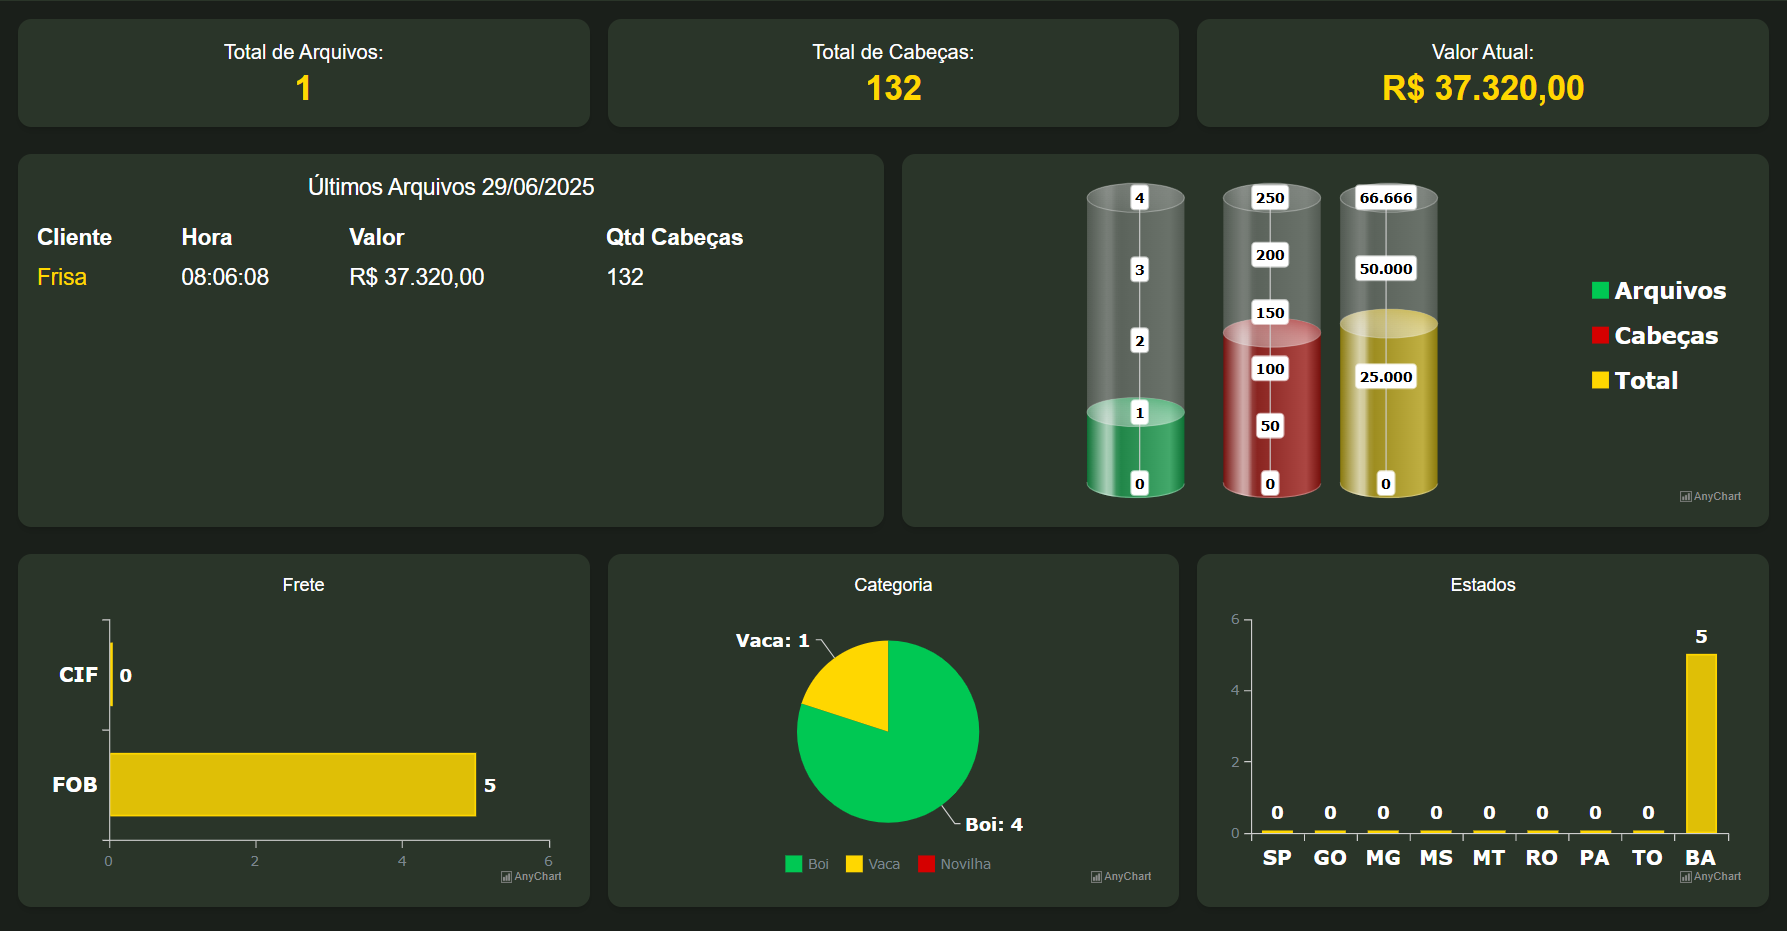 Total de Arquivos:
1
Total de Cabeças:
132
Valor Atual:
R$ 37.320,00
Últimos Arquivos 29/06/2025
Cliente Hora Valor Qtd Cabeças
Frisa 08:06:08 R$ 37.320,00 132
4
3
2
1
0
250
200
150
100
50
0
66.666
50.000
25.000
0
Arquivos
Cabeças
Total
AnyChart
Frete
CIF 0
FOB 5
0 2 4 6
AnyChart
Categoria
Vaca: 1
Boi: 4
Boi Vaca Novilha
AnyChart
Estados
6
4
2
0
0 0 0 0 0 0 0 0 5
SP GO MG MS MT RO PA TO BA
AnyChart